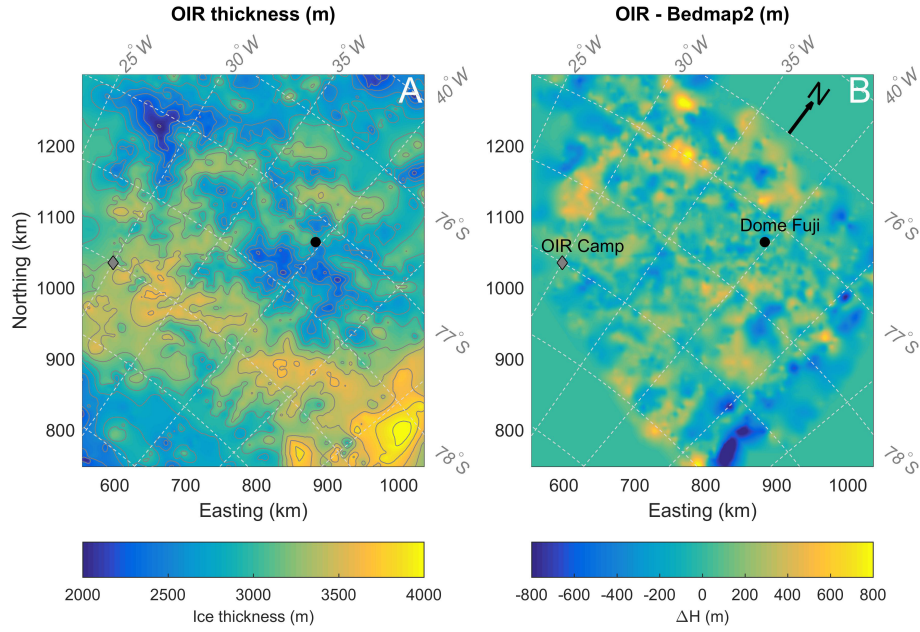 OIR thickness (m)
25°W
30°W
35°W
40°W
A
1200
1100
1000
900
800
Northing (km)
76°S
77°S
78°S
600 700 800 900 1000
Easting (km)
2000 2500 3000 3500 4000
Ice thickness (m)
OIR - Bedmap2 (m)
25°W
30°W
35°W
40°W
B
N
Dome Fuji
OIR Camp
1200
1100
1000
900
800
76°S
77°S
78°S
600 700 800 900 1000
Easting (km)
-800 -600 -400 -200 0 200 400 600 800
ΔH (m)